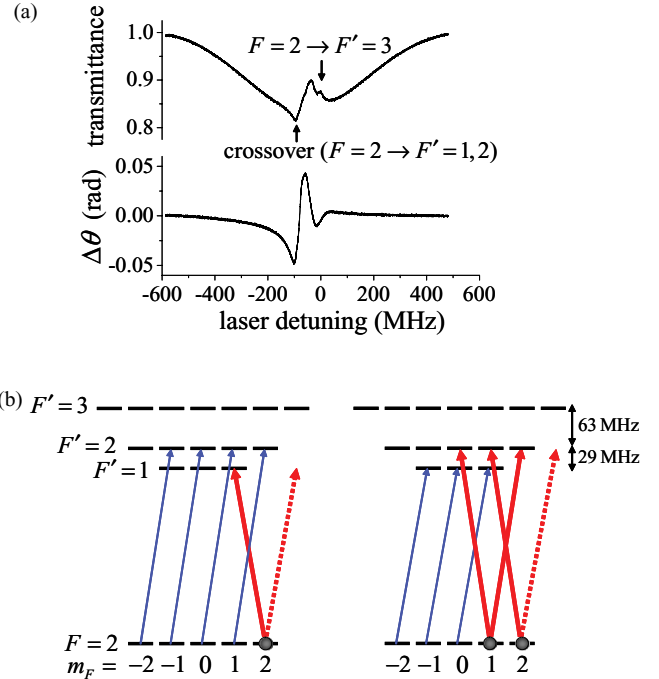 (a)
F = 2 → F′ = 3
transmittance
1.0
0.9
0.8
crossover (F = 2 → F′ = 1,2)
Δθ (rad)
0.05
0.00
-0.05
-600 -400 -200 0 200 400 600
laser detuning (MHz)
(b)
F′ = 3
63 MHz
F′ = 2
29 MHz
F′ = 1
F = 2
m_F = −2 −1 0 1 2 −2 −1 0 1 2